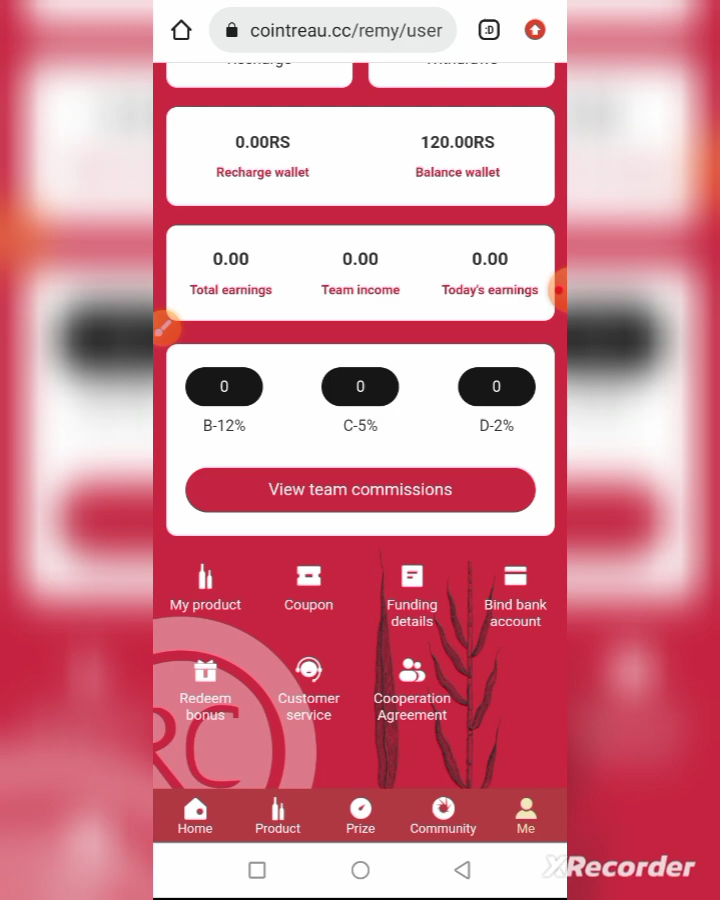 cointreau.cc/remy/user
:D
0.00RS
120.00RS
Recharge wallet
Balance wallet
0.00
0.00
0.00
Total earnings
Team income
Today's earnings
0
0
0
B-12%
C-5%
D-2%
View team commissions
My product
Coupon
Funding details
Bind bank account
Redeem bonus
Customer service
Cooperation Agreement
RC
Home
Product
Prize
Community
Me
XRecorder